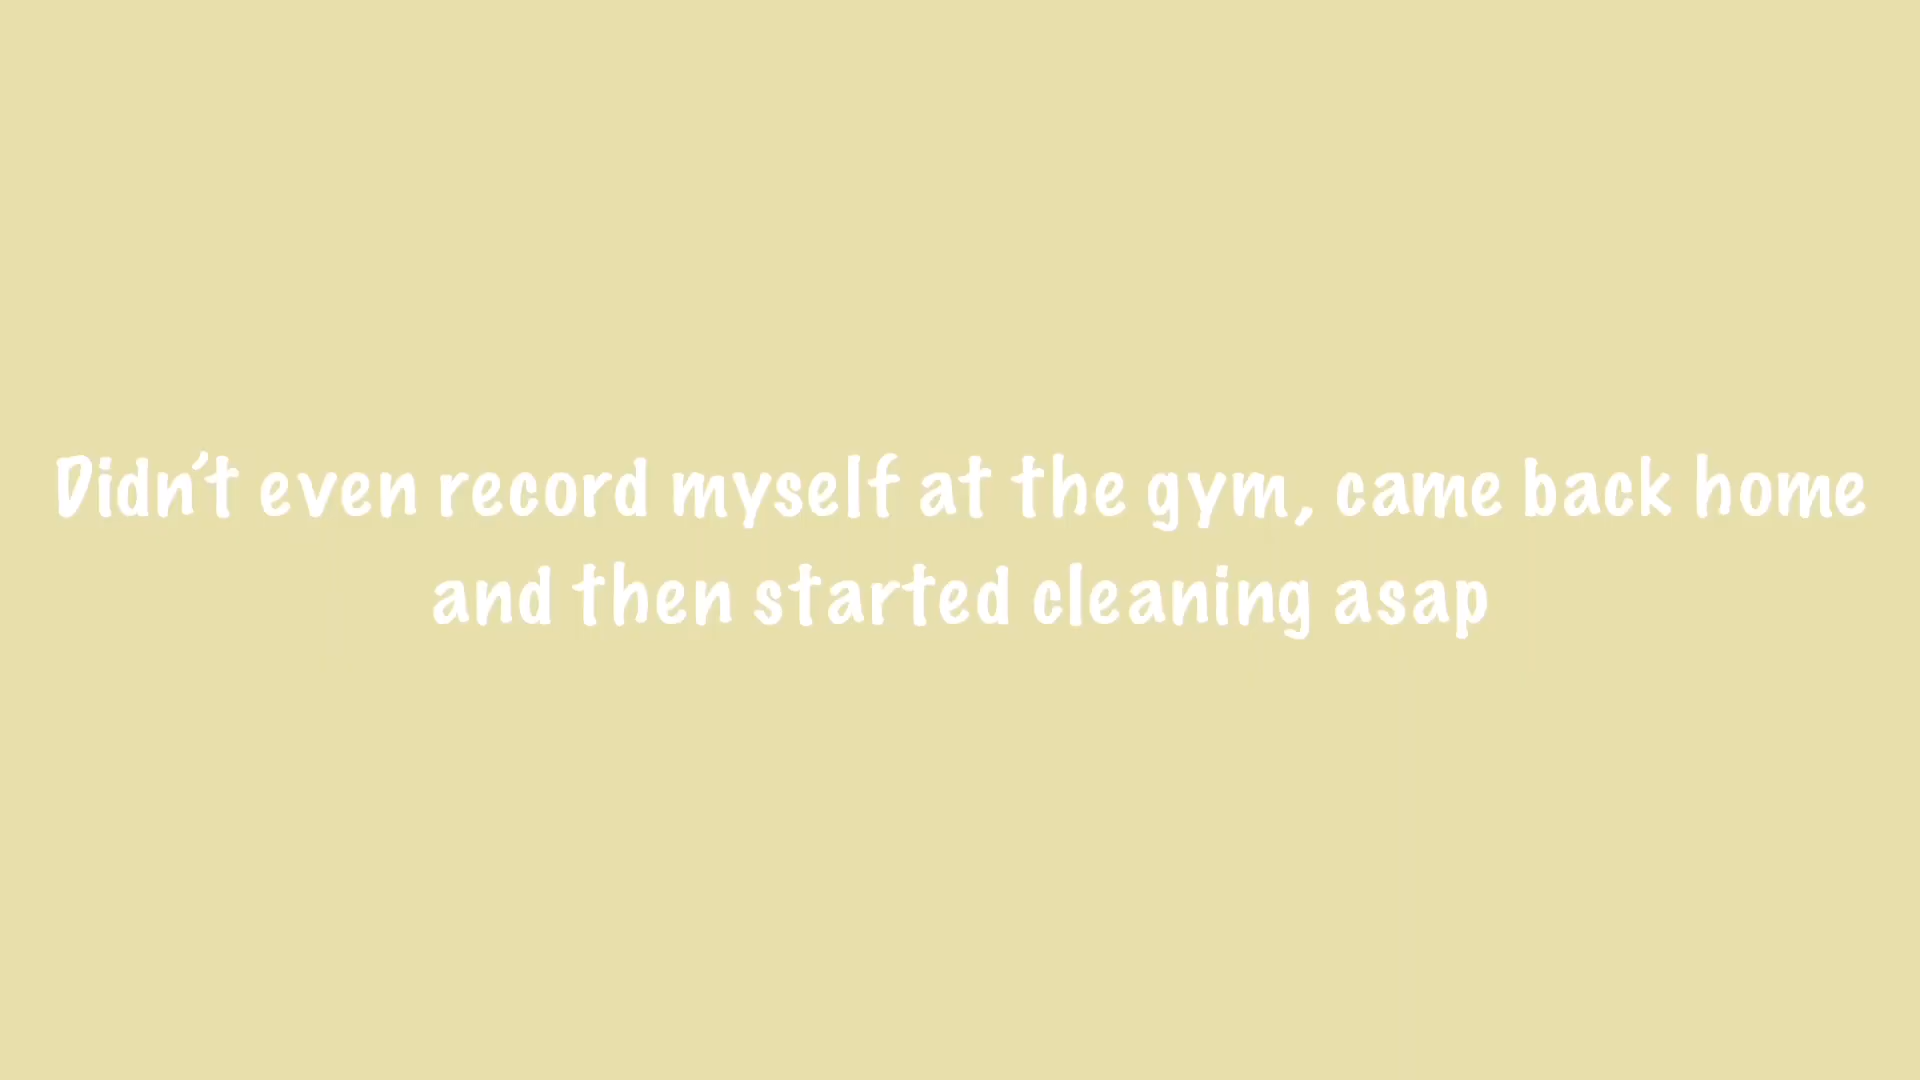 Didn't even record myself at the gym, came back home
and then started cleaning asap